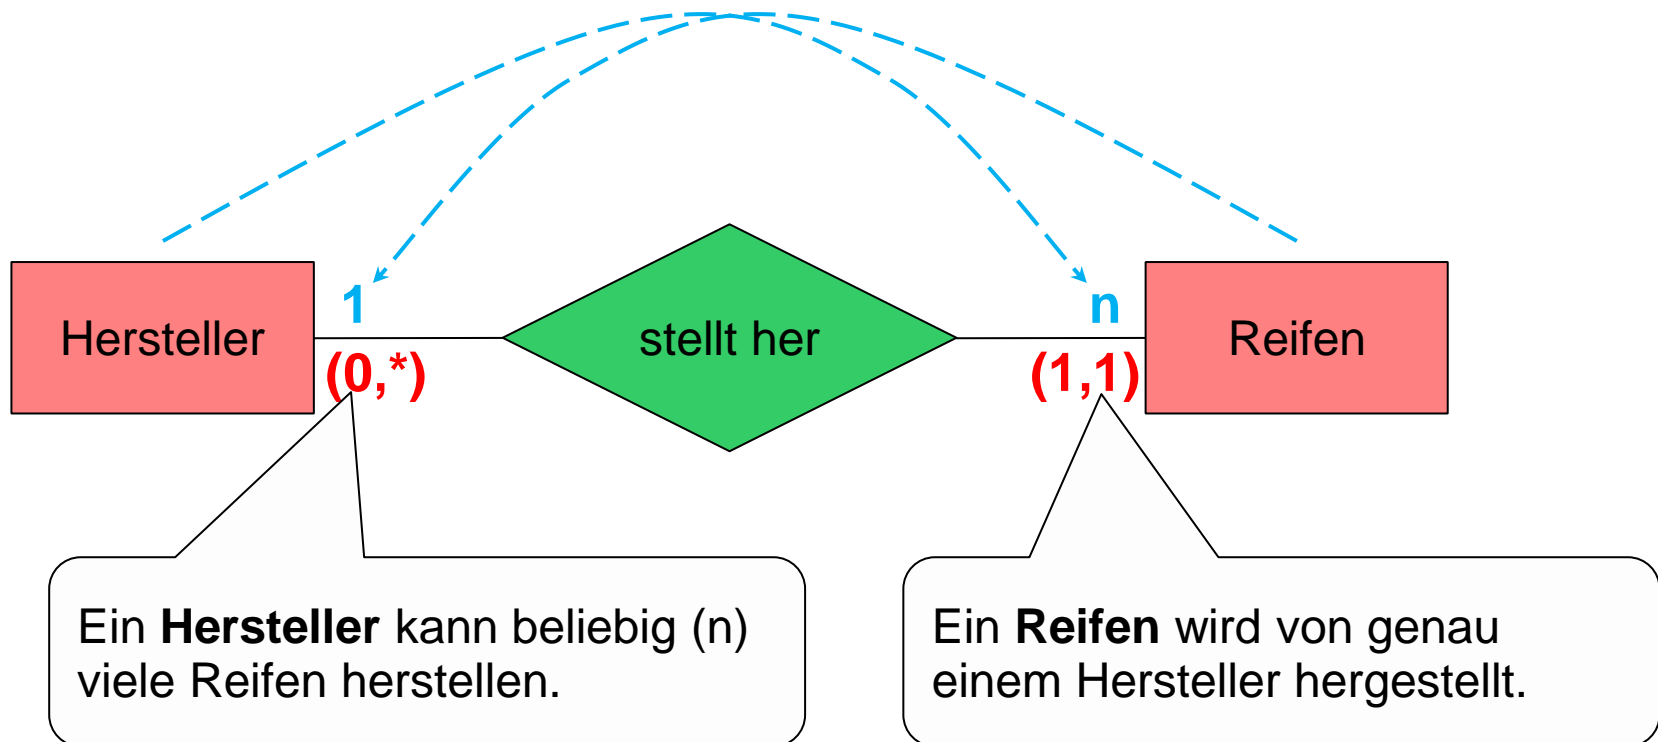 1
n
Hersteller
stellt her
Reifen
(0,*)
(1,1)
Ein Hersteller kann beliebig (n)
viele Reifen herstellen.
Ein Reifen wird von genau
einem Hersteller hergestellt.